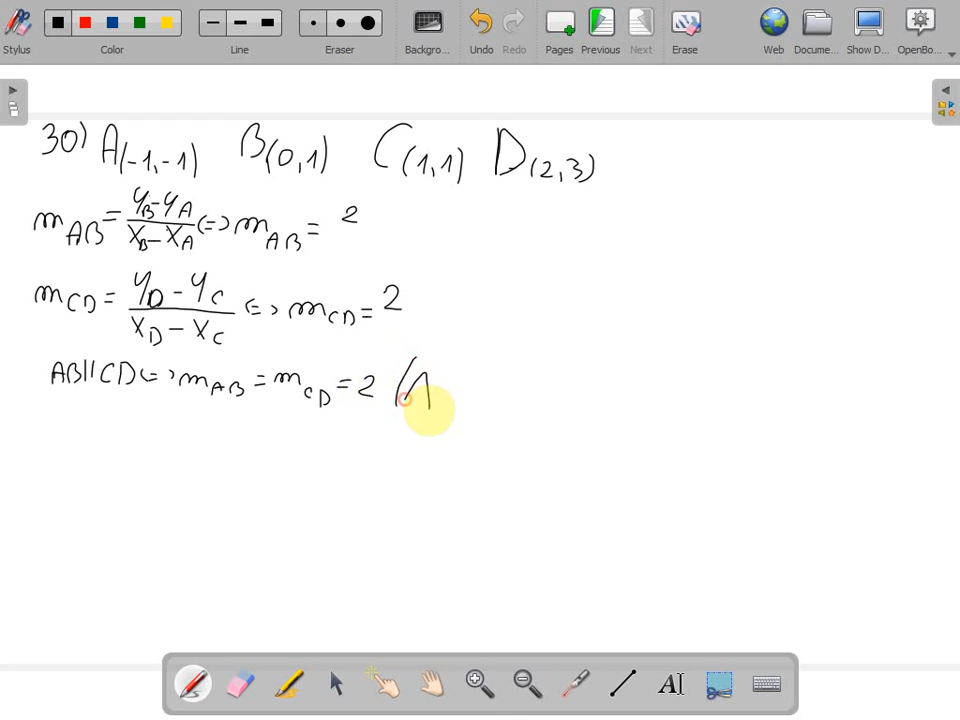 Stylus Color Line Eraser Backgro... Undo Redo Pages Previous Next Erase Web Docume... Show D... OpenBo...
30) A(-1,-1) B(0,1) C(1,1) D(2,3)
mAB = yB-yA / xB-xA <=> mAB = 2
mCD = yD-yC / xD-xC <=> mCD = 2
AB||CD <=> mAB = mCD = 2 (A